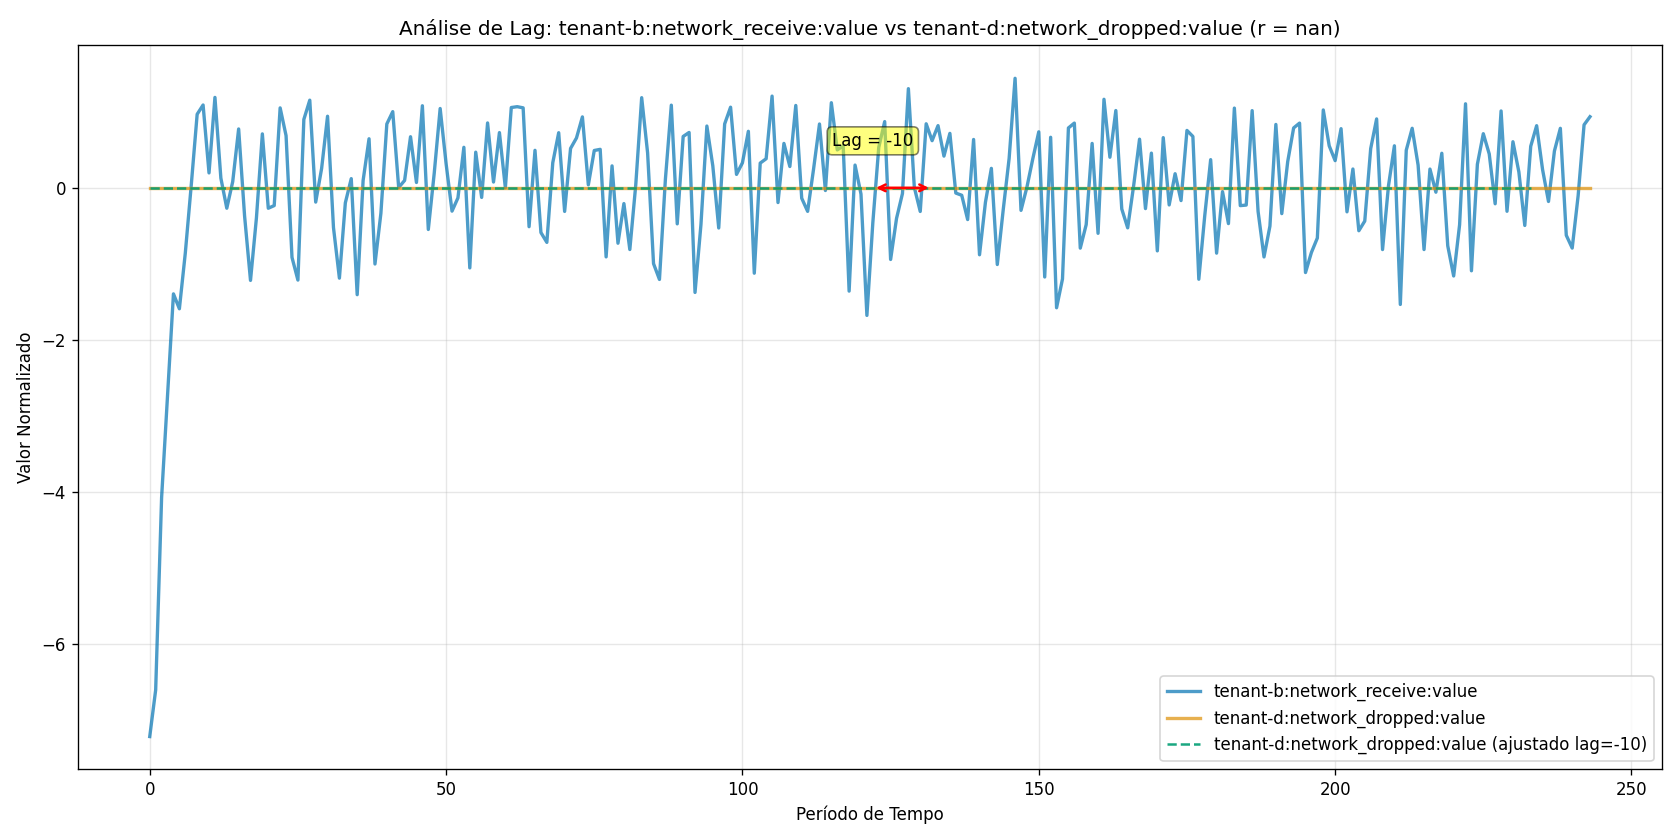 Análise de Lag: tenant-b:network_receive:value vs tenant-d:network_dropped:value (r = nan)
Valor Normalizado
0
−2
−4
−6
Lag = -10
tenant-b:network_receive:value
tenant-d:network_dropped:value
tenant-d:network_dropped:value (ajustado lag=-10)
0 50 100 150 200 250
Período de Tempo